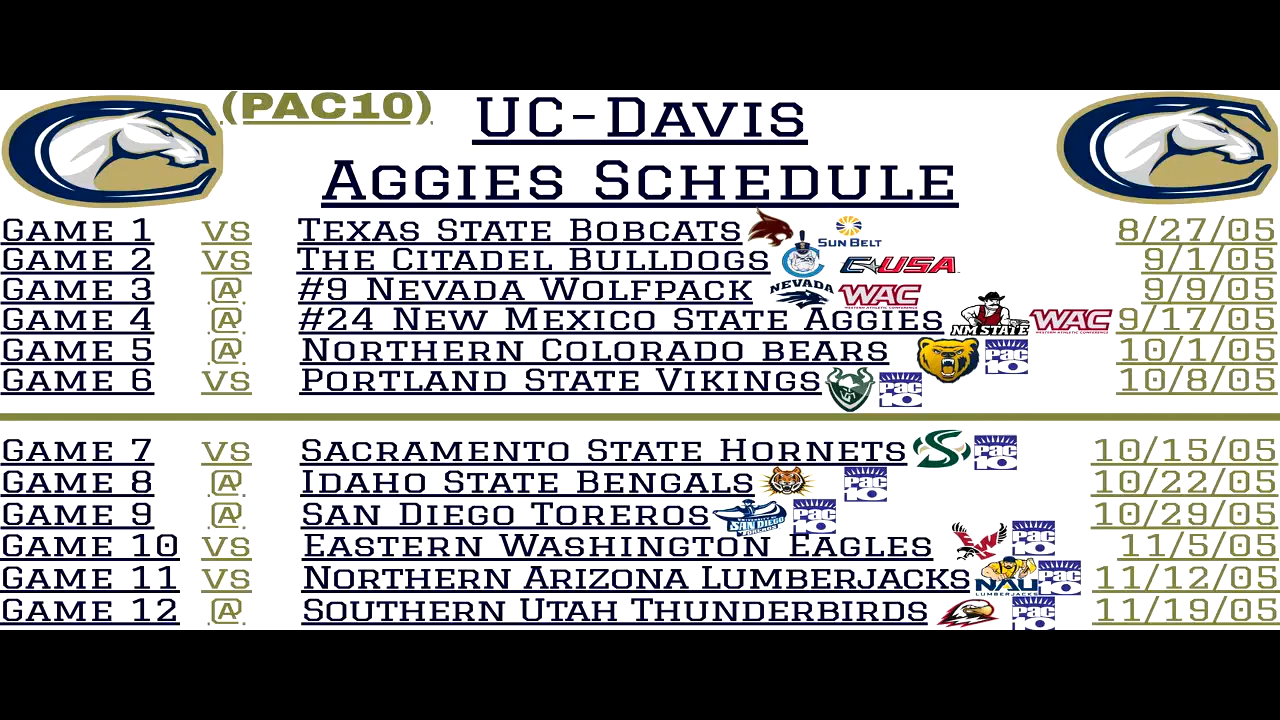 (PAC10)
UC-Davis
Aggies Schedule
Game 1 vs Texas State Bobcats Sun Belt 8/27/05
Game 2 vs The Citadel Bulldogs C★USA 9/1/05
Game 3 @ #9 Nevada Wolfpack NEVADA WAC 9/9/05
Game 4 @ #24 New Mexico State Aggies NM STATE WAC 9/17/05
Game 5 @ Northern Colorado bears Pac 10 10/1/05
Game 6 vs Portland State Vikings Pac 10 10/8/05
Game 7 vs Sacramento State Hornets S Pac 10 10/15/05
Game 8 @ Idaho State Bengals Pac 10 10/22/05
Game 9 @ San Diego Toreros SAN DIEGO Pac 10 10/29/05
Game 10 vs Eastern Washington Eagles EW Pac 10 11/5/05
Game 11 vs Northern Arizona Lumberjacks NAU LUMBERJACKS Pac 10 11/12/05
Game 12 @ Southern Utah Thunderbirds Pac 10 11/19/05